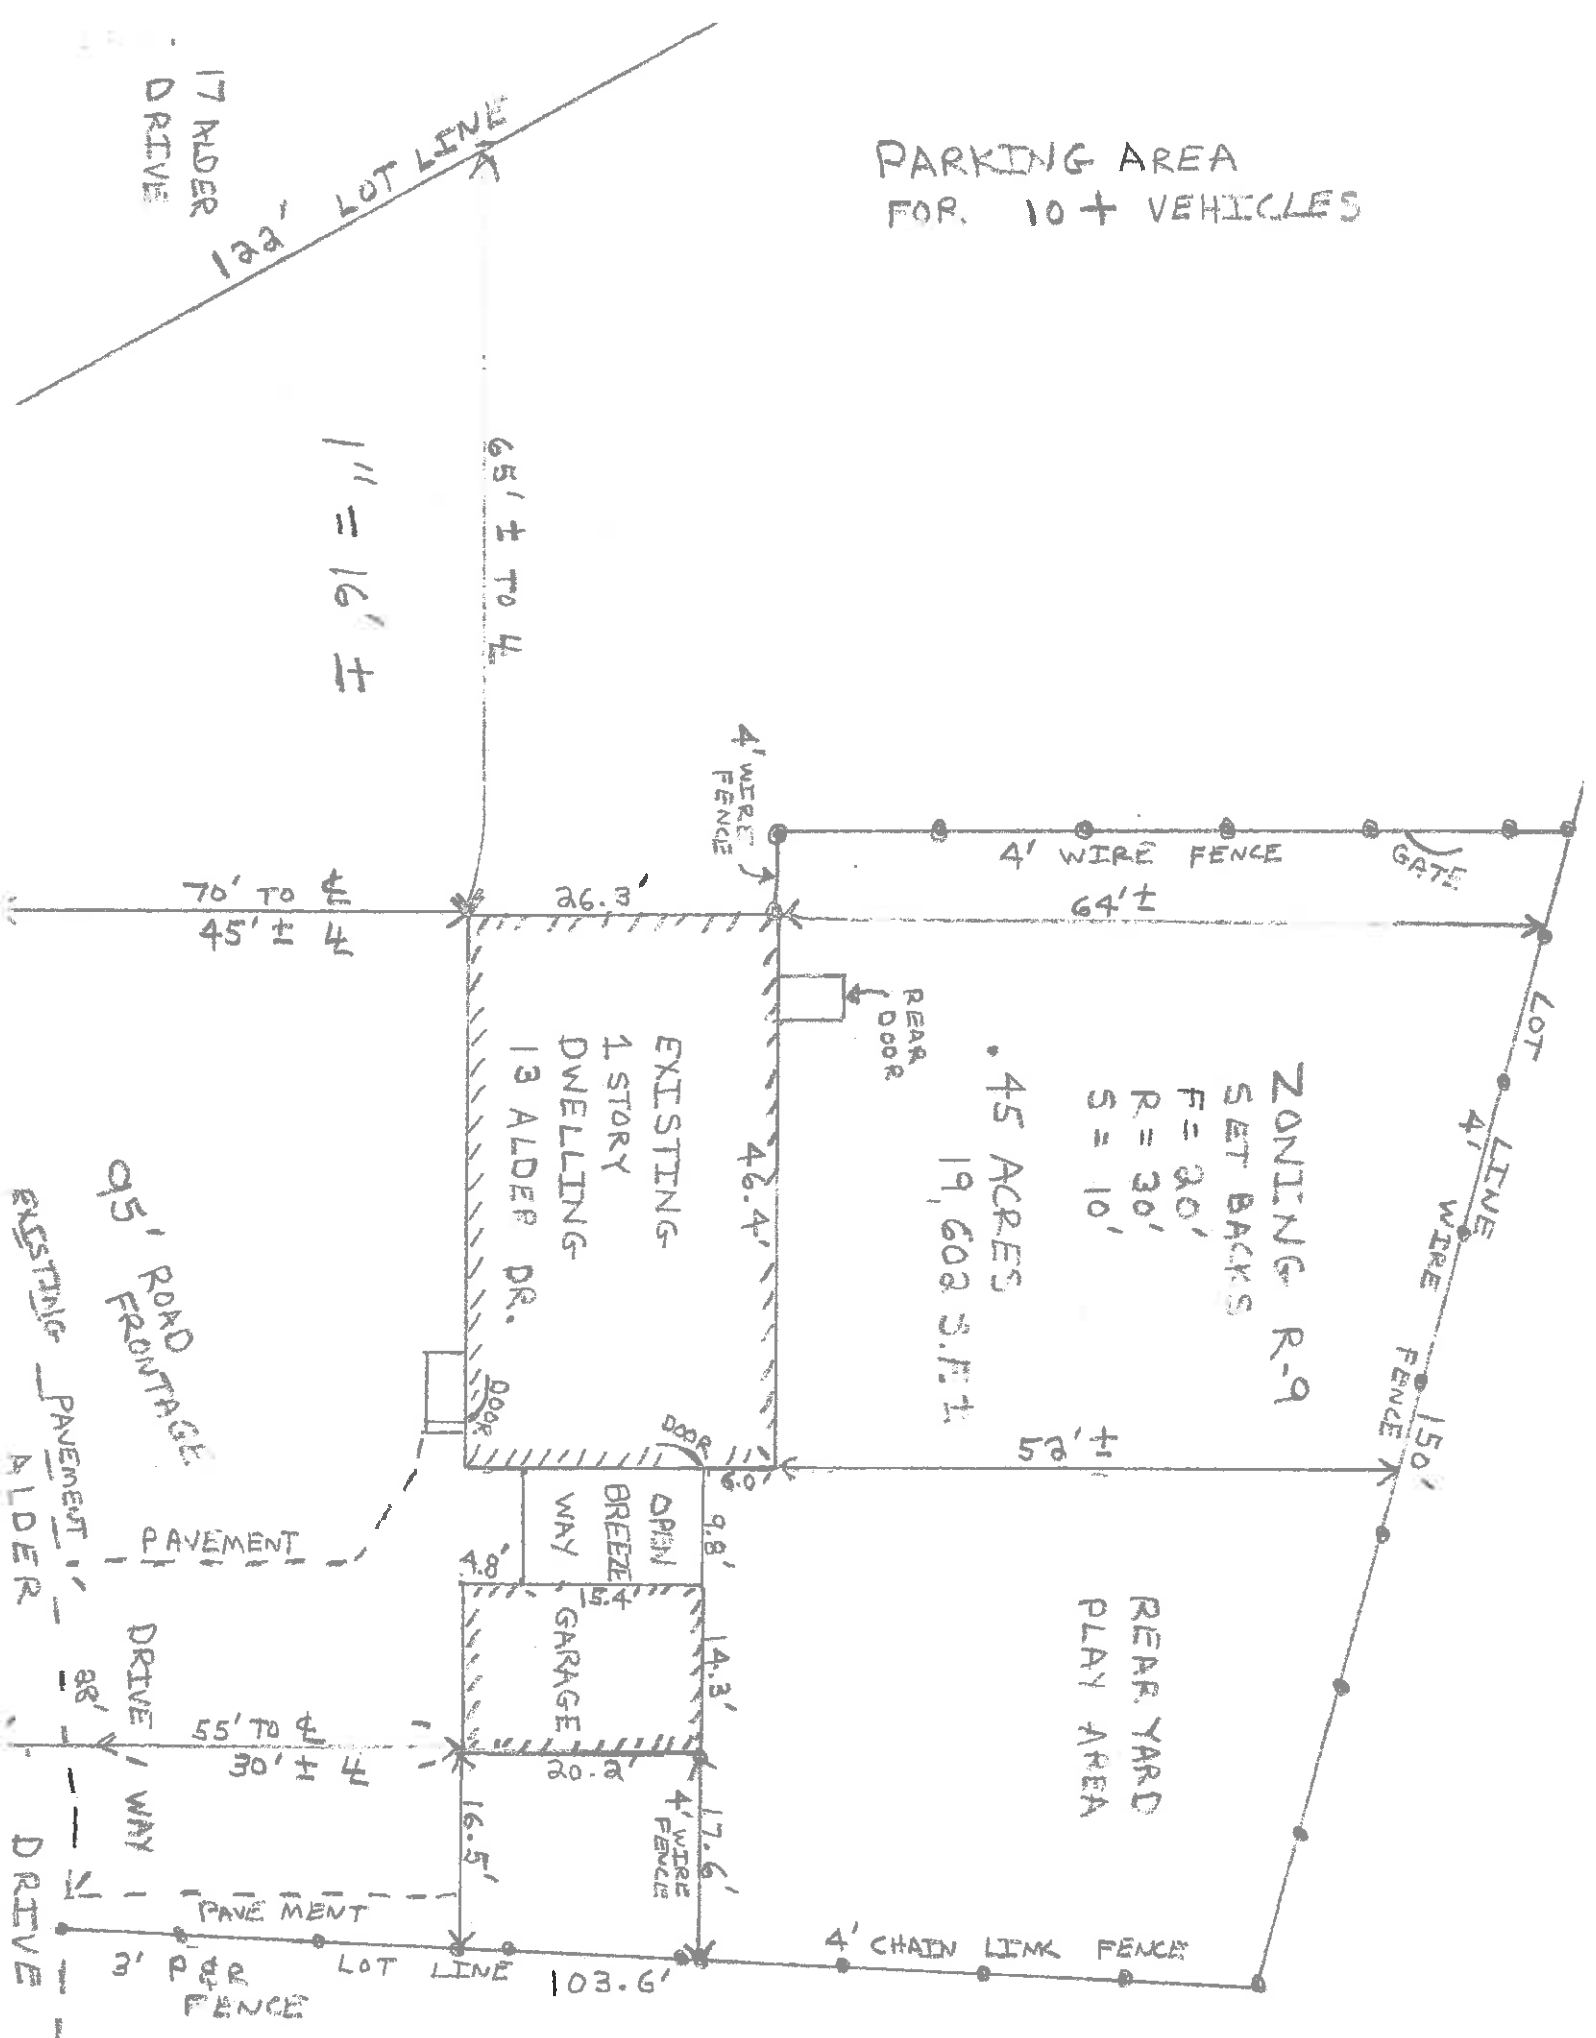 17 ALDER
DRIVE
122' LOT LINE
PARKING AREA
FOR. 10 + VEHICLES
1" = 16' ±
65' ± TO
4' WIRE
FENCE
4' WIRE FENCE
GATE
70' TO
45' ±
26.3'
64' ±
REAR
DOOR
LOT LINE 150'
4' WIRE FENCE
ZONING R-9
SET BACKS
F = 20'
R = 30'
S = 10'
.45 ACRES
19,602 S.F. ±
EXISTING
1 STORY
DWELLING
13 ALDER DR.
46.4'
DOOR
DOOR
6.0'
52' ±
95' ROAD
FRONTAGE
EXISTING PAVEMENT
ALDER DRIVE
PAVEMENT
OPEN
BREEZE
WAY
9.8'
4.8'
15.4'
GARAGE
14.3'
20.2'
DRIVE WAY
28'
55' TO
30' ±
16.5'
17.6'
4' WIRE
FENCE
REAR YARD
PLAY AREA
PAVEMENT
3' P & R
FENCE
LOT LINE
103.6'
4' CHAIN LINK FENCE